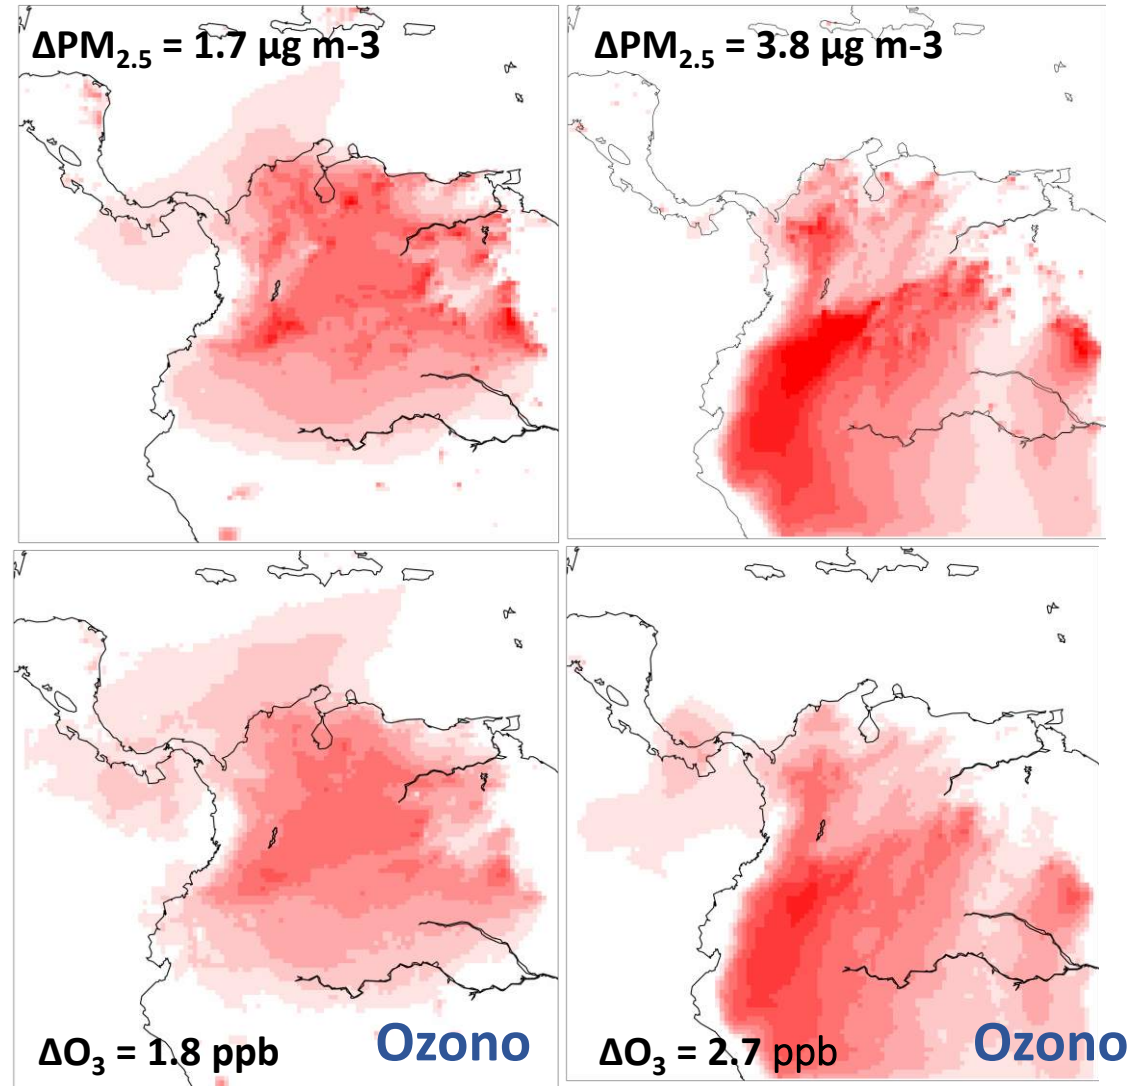 ΔPM₂.₅ = 1.7 µg m-3
ΔPM₂.₅ = 3.8 µg m-3
ΔO₃ = 1.8 ppb
Ozono
ΔO₃ = 2.7 ppb
Ozono